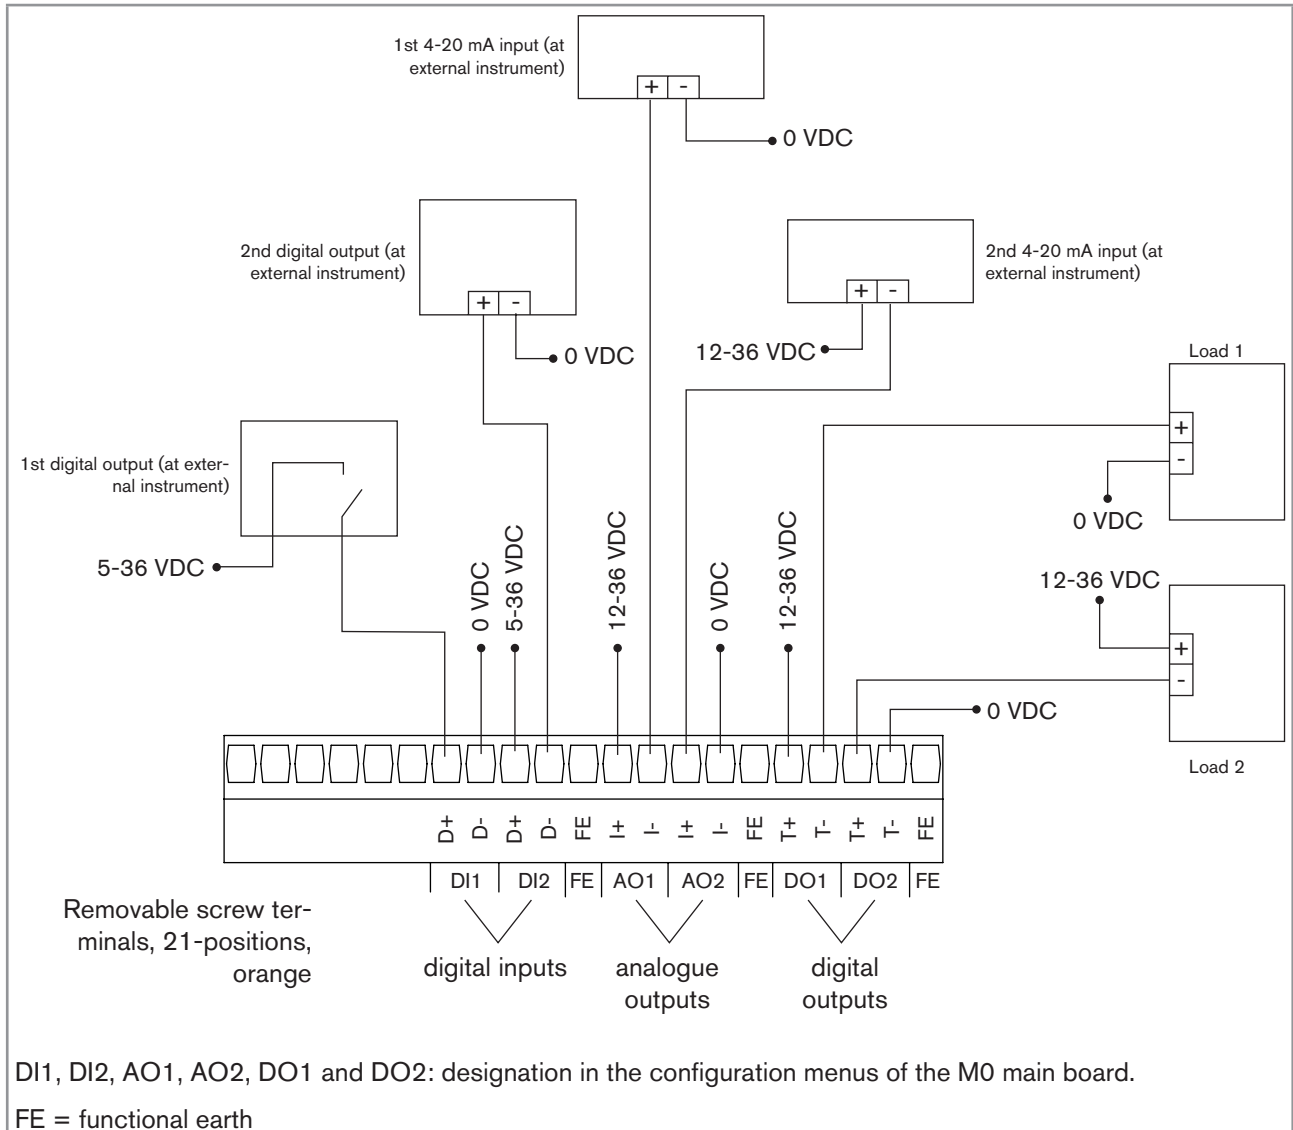 1st 4-20 mA input (at
external instrument)
+ -
0 VDC
2nd digital output (at
external instrument)
+ -
0 VDC
2nd 4-20 mA input (at
external instrument)
+ -
12-36 VDC
Load 1
+
-
0 VDC
1st digital output (at exter-
nal instrument)
5-36 VDC
0 VDC
5-36 VDC
12-36 VDC
0 VDC
12-36 VDC
12-36 VDC
+
-
0 VDC
Load 2
D+ D- D+ D- FE I+ I- I+ I- FE T+ T- T+ T- FE
DI1 DI2 FE AO1 AO2 FE DO1 DO2 FE
Removable screw ter-
minals, 21-positions,
orange
digital inputs
analogue
outputs
digital
outputs
DI1, DI2, AO1, AO2, DO1 and DO2: designation in the configuration menus of the M0 main board.
FE = functional earth